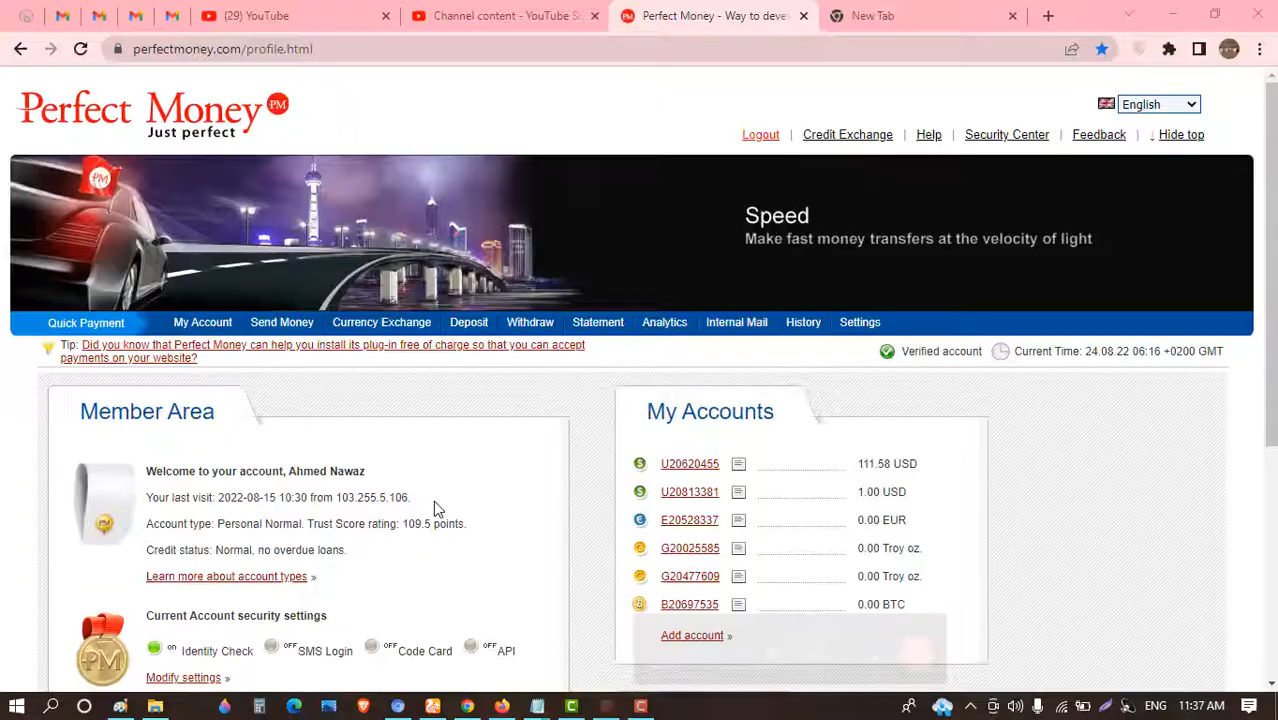 (29) YouTube
Channel content - YouTube St
Perfect Money - Way to deve
New Tab
perfectmoney.com/profile.html
Perfect Money PM
Just perfect
English
Logout | Credit Exchange | Help | Security Center | Feedback | ↓ Hide top
PM
Speed
Make fast money transfers at the velocity of light
Quick Payment My Account Send Money Currency Exchange Deposit Withdraw Statement Analytics Internal Mail History Settings
Tip: Did you know that Perfect Money can help you install its plug-in free of charge so that you can accept
payments on your website?
Verified account Current Time: 24.08.22 06:16 +0200 GMT
Member Area
Welcome to your account, Ahmed Nawaz
Your last visit: 2022-08-15 10:30 from 103.255.5.106.
Account type: Personal Normal. Trust Score rating: 109.5 points.
Credit status: Normal, no overdue loans.
Learn more about account types »
Current Account security settings
on Identity Check OFF SMS Login OFF Code Card OFF API
Modify settings »
PM
PM
My Accounts
U20620455 111.58 USD
U20813381 1.00 USD
E20528337 0.00 EUR
G20025585 0.00 Troy oz.
G20477609 0.00 Troy oz.
B20697535 0.00 BTC
Add account »
ENG 11:37 AM